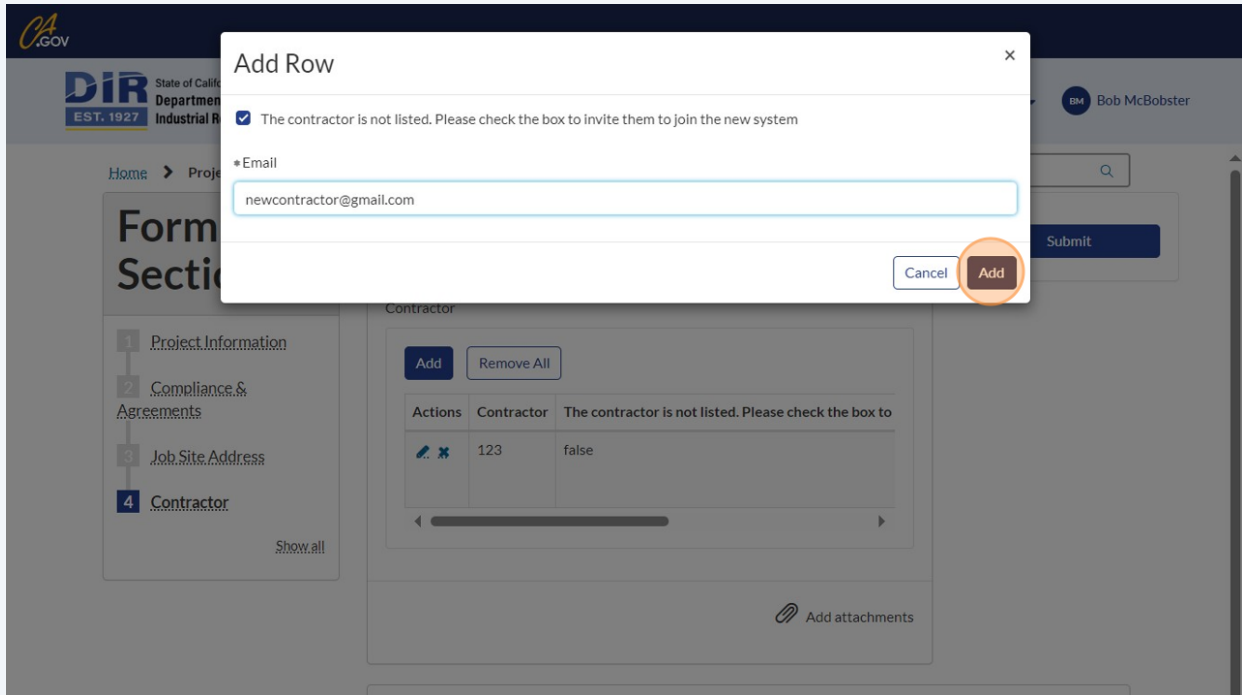 CA
.GOV
DIR
EST. 1927
State of Calif
Departmen
Industrial R
BM Bob McBobster
Add Row
×
The contractor is not listed. Please check the box to invite them to join the new system
*Email
newcontractor@gmail.com
Cancel Add
Home > Proje
Form
Sectio
1 Project Information
2 Compliance &
Agreements
3 Job Site Address
4 Contractor
Show all
Submit
Contractor
Add Remove All
Actions Contractor The contractor is not listed. Please check the box to
123 false
Add attachments